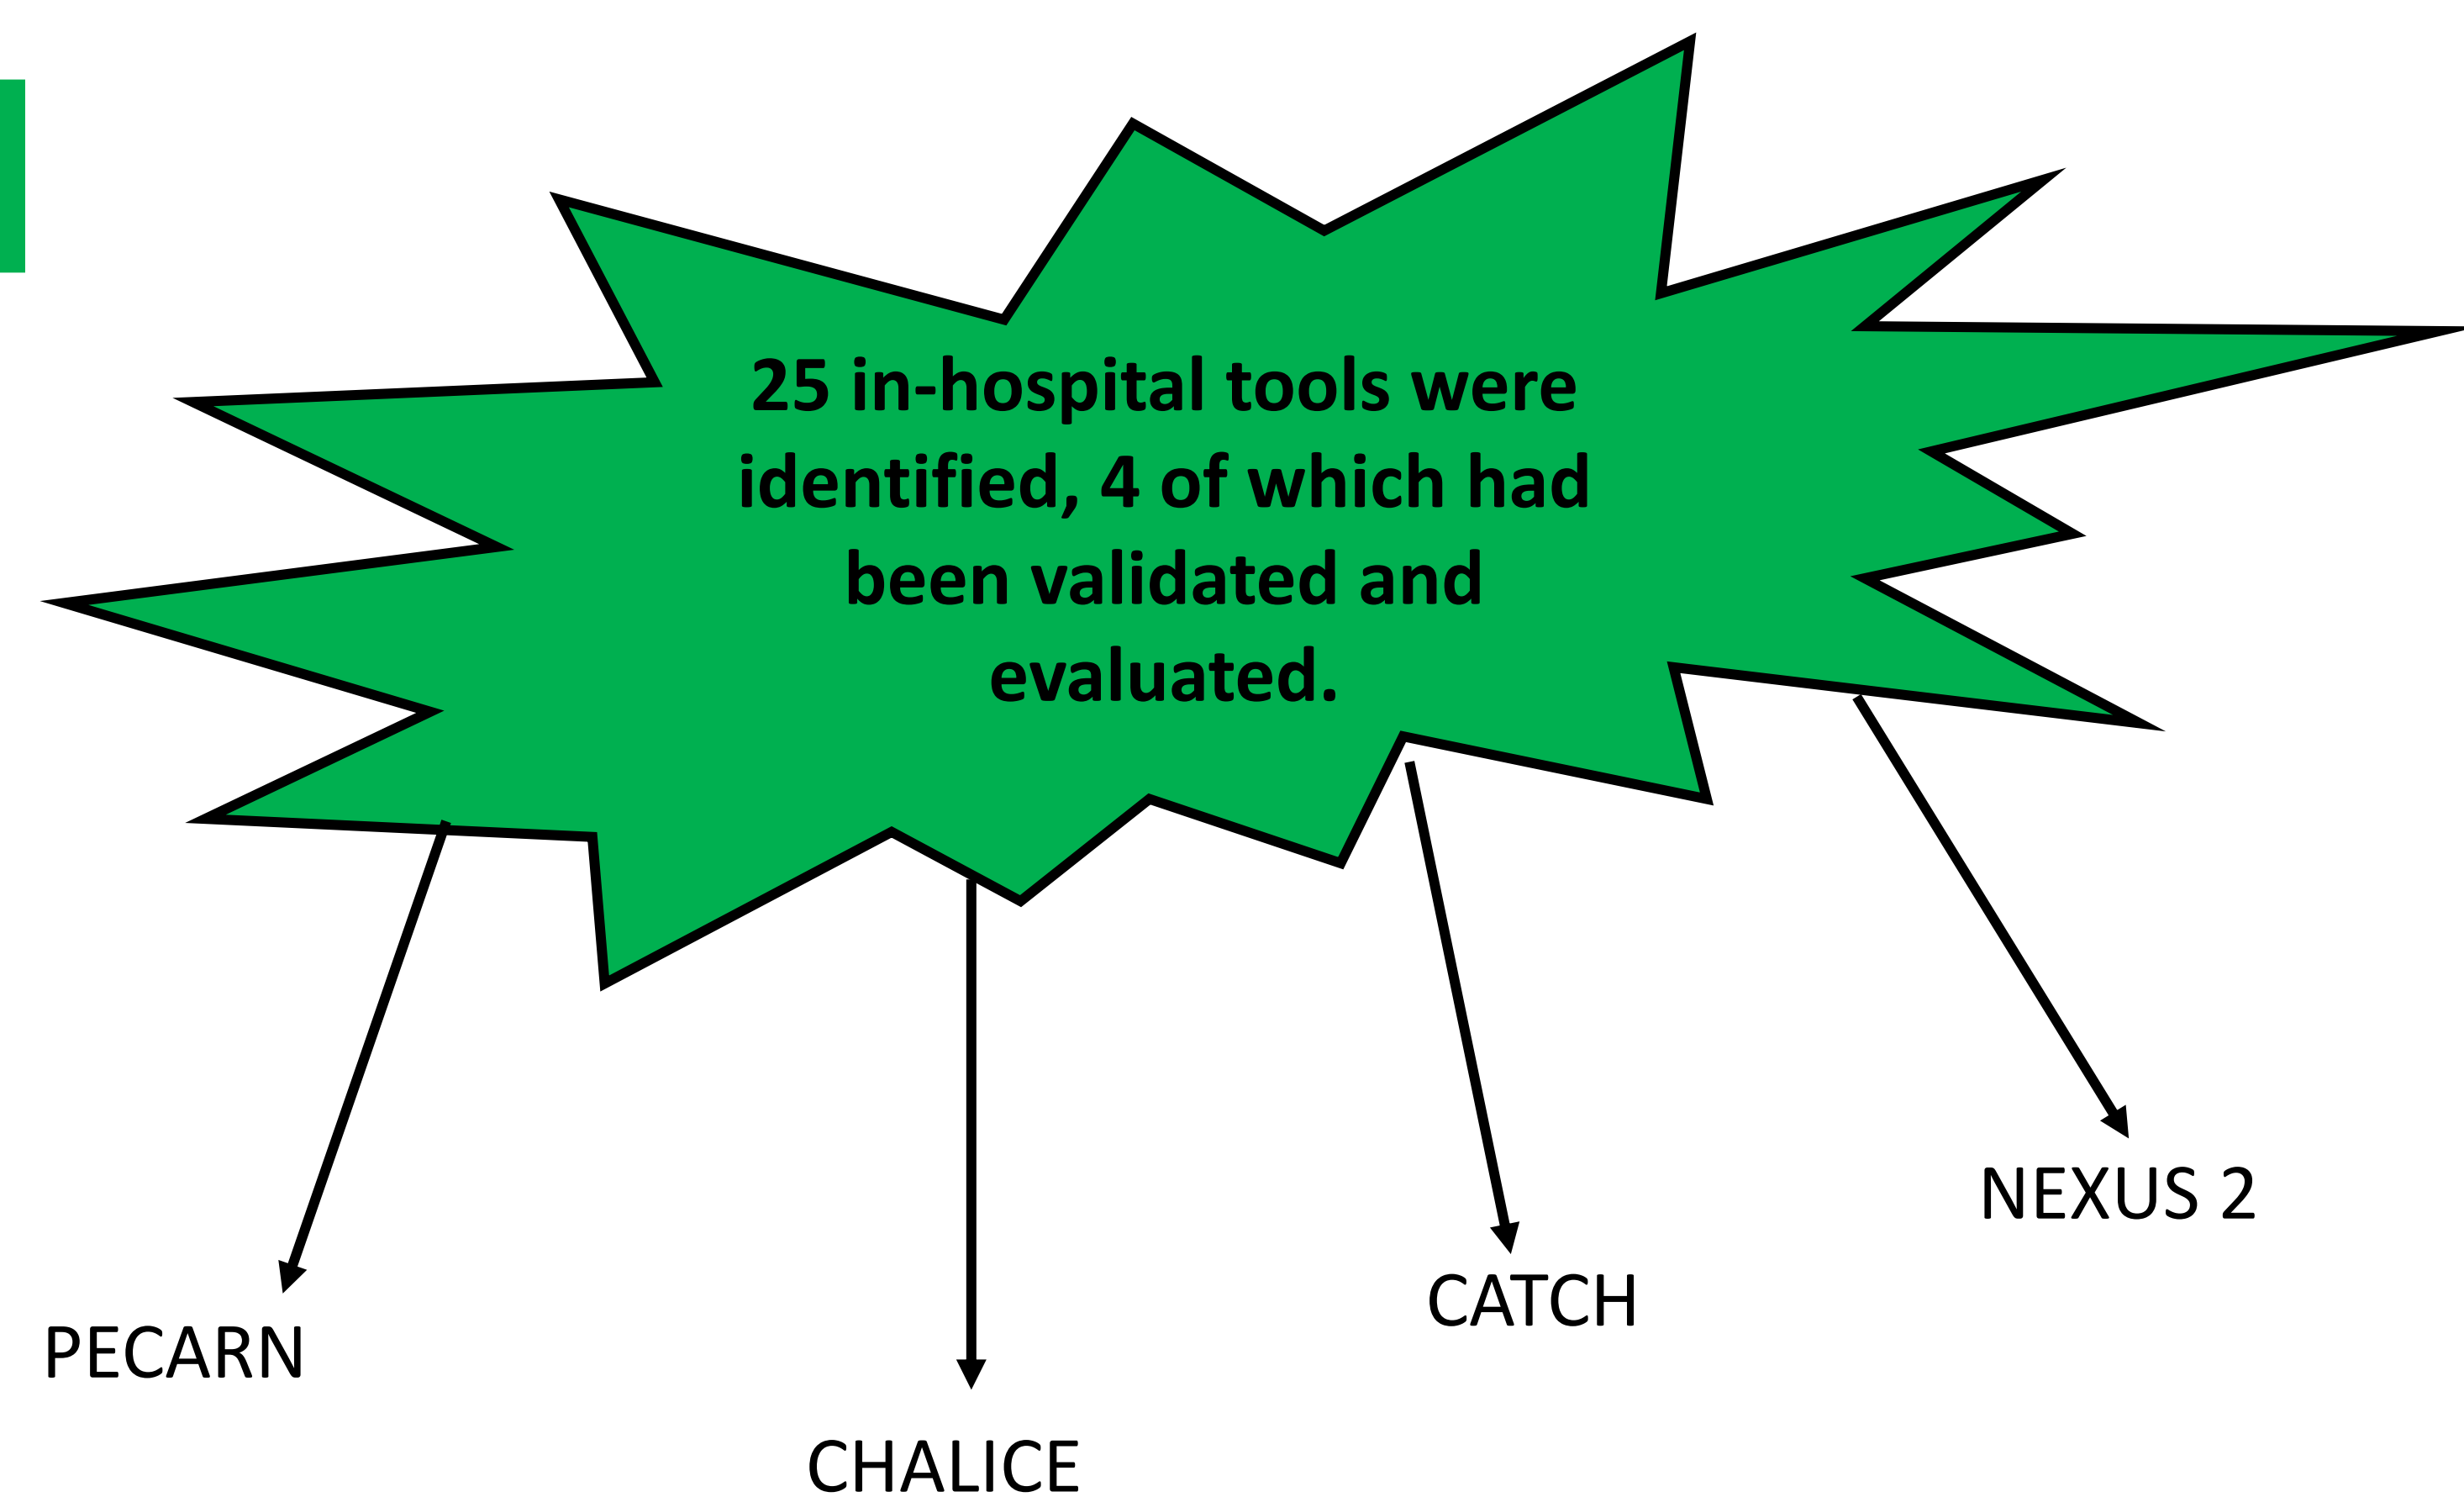 25 in-hospital tools were
identified, 4 of which had
been validated and
evaluated.
NEXUS 2
CATCH
PECARN
CHALICE